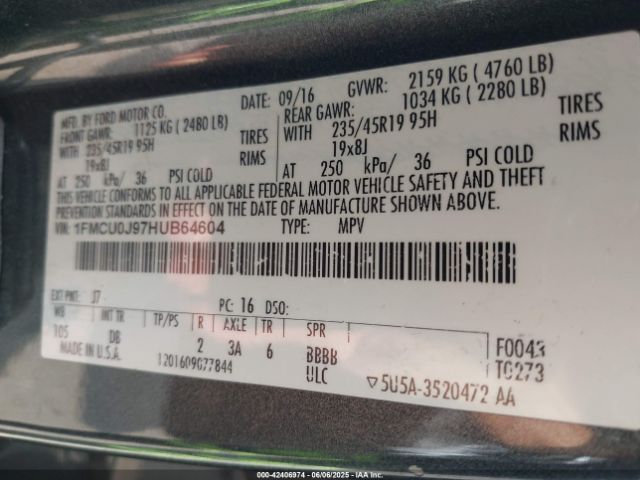 MFD. BY FORD MOTOR CO.
DATE: 09/16 GVWR: 2159 KG ( 4760 LB)
FRONT GAWR: 1125 KG ( 2480 LB) REAR GAWR: 1034 KG ( 2280 LB)
WITH 235/45R19 95H TIRES WITH 235/45R19 95H TIRES
19x8J RIMS 19x8J RIMS
AT 250 kPa/ 36 PSI COLD AT 250 kPa/ 36 PSI COLD
THIS VEHICLE CONFORMS TO ALL APPLICABLE FEDERAL MOTOR VEHICLE SAFETY AND THEFT
PREVENTION STANDARDS IN EFFECT ON THE DATE OF MANUFACTURE SHOWN ABOVE.
VIN: 1FMCU0J97HUB64604 TYPE: MPV
EXT PNT: J7 PC: 16 DSO:
WB INT TR TP/PS R AXLE TR SPR
105 DB 2 3A 6 BBBB F0043
MADE IN U.S.A. 1201609077844 ULC T0273
▽5U5A-3520472 AA
000-42406974 | 06/06/2025 | IAAI.com